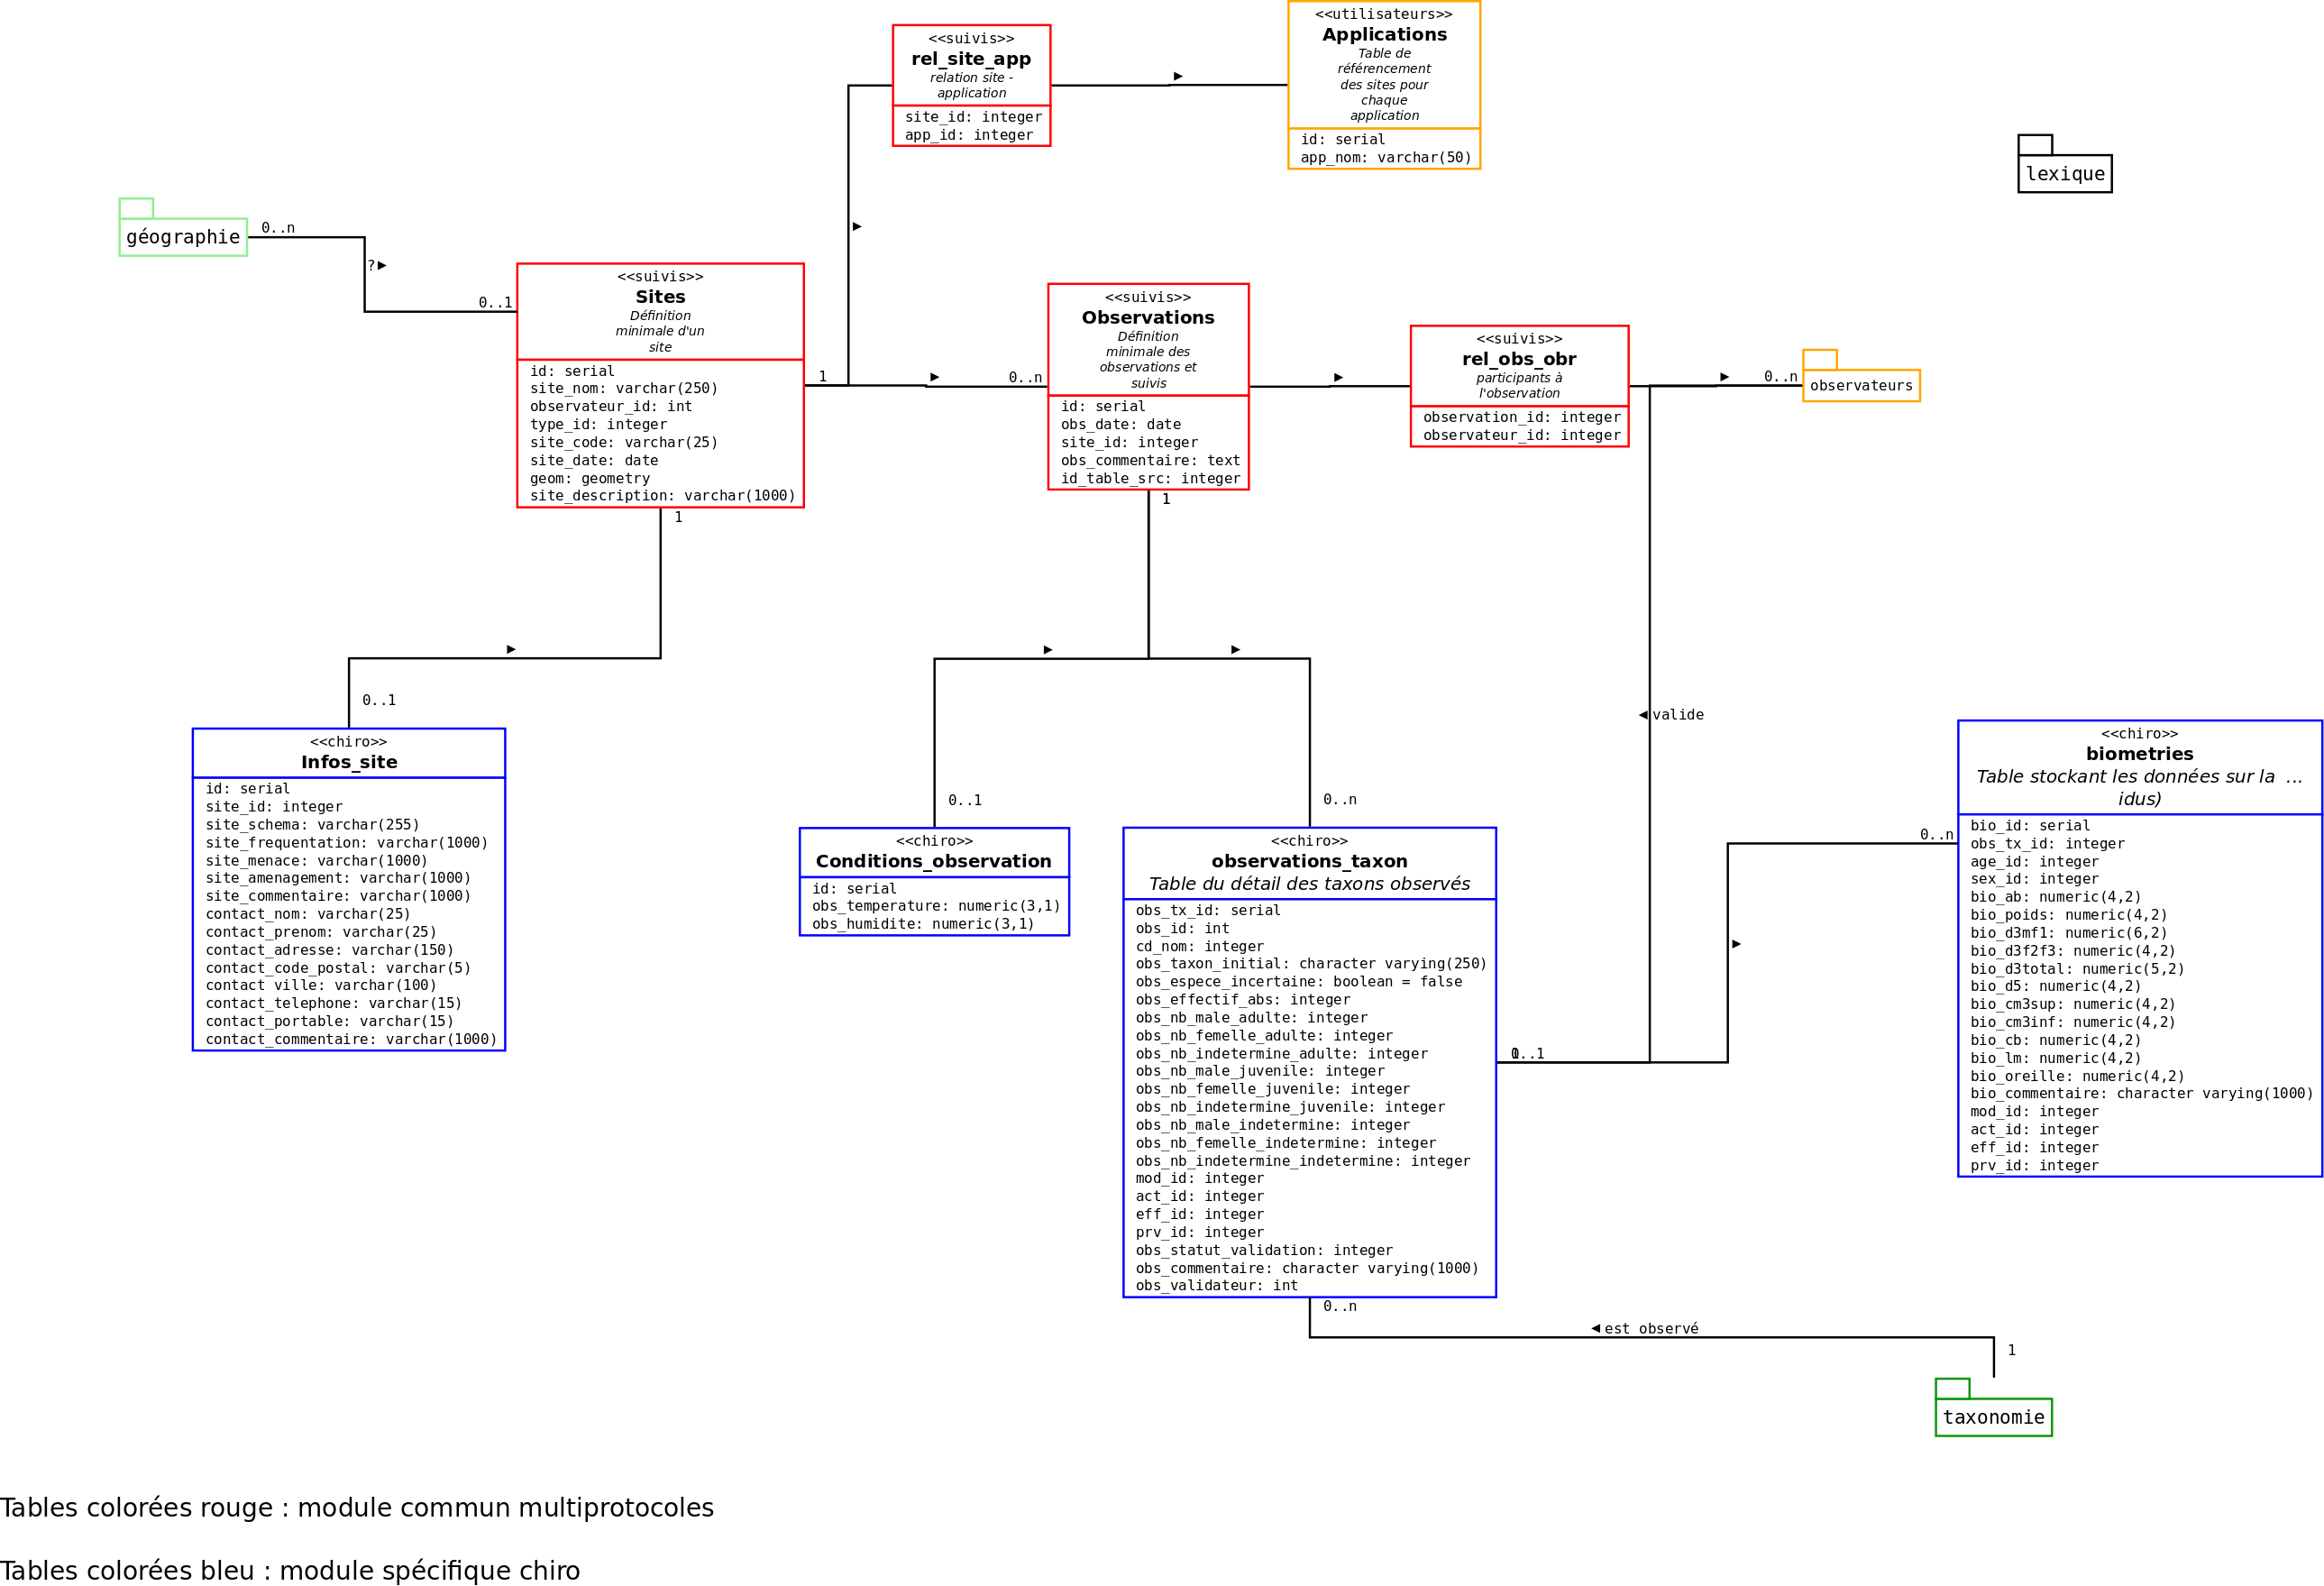 <<utilisateurs>>
Applications
Table de
référencement
des sites pour
chaque
application
id: serial
app_nom: varchar(50)
<<suivis>>
rel_site_app
relation site -
application
site_id: integer
app_id: integer
lexique
géographie
0..n
?
0..1
<<suivis>>
Sites
Définition
minimale d'un
site
id: serial
site_nom: varchar(250)
observateur_id: int
type_id: integer
site_code: varchar(25)
site_date: date
geom: geometry
site_description: varchar(1000)
1
0..n
1
<<suivis>>
Observations
Définition
minimale des
observations et
suivis
id: serial
obs_date: date
site_id: integer
obs_commentaire: text
id_table_src: integer
1
<<suivis>>
rel_obs_obr
participants à
l'observation
observation_id: integer
observateur_id: integer
0..n
observateurs
valide
0..1
<<chiro>>
Infos_site
id: serial
site_id: integer
site_schema: varchar(255)
site_frequentation: varchar(1000)
site_menace: varchar(1000)
site_amenagement: varchar(1000)
site_commentaire: varchar(1000)
contact_nom: varchar(25)
contact_prenom: varchar(25)
contact_adresse: varchar(150)
contact_code_postal: varchar(5)
contact ville: varchar(100)
contact_telephone: varchar(15)
contact_portable: varchar(15)
contact_commentaire: varchar(1000)
0..1
<<chiro>>
Conditions_observation
id: serial
obs_temperature: numeric(3,1)
obs_humidite: numeric(3,1)
0..n
<<chiro>>
observations_taxon
Table du détail des taxons observés
obs_tx_id: serial
obs_id: int
cd_nom: integer
obs_taxon_initial: character varying(250)
obs_espece_incertaine: boolean = false
obs_effectif_abs: integer
obs_nb_male_adulte: integer
obs_nb_femelle_adulte: integer
obs_nb_indetermine_adulte: integer
obs_nb_male_juvenile: integer
obs_nb_femelle_juvenile: integer
obs_nb_indetermine_juvenile: integer
obs_nb_male_indetermine: integer
obs_nb_femelle_indetermine: integer
obs_nb_indetermine_indetermine: integer
mod_id: integer
act_id: integer
eff_id: integer
prv_id: integer
obs_statut_validation: integer
obs_commentaire: character varying(1000)
obs_validateur: int
0..1
0..n
<<chiro>>
biometries
Table stockant les données sur la  ...
idus)
bio_id: serial
obs_tx_id: integer
age_id: integer
sex_id: integer
bio_ab: numeric(4,2)
bio_poids: numeric(4,2)
bio_d3mf1: numeric(6,2)
bio_d3f2f3: numeric(4,2)
bio_d3total: numeric(5,2)
bio_d5: numeric(4,2)
bio_cm3sup: numeric(4,2)
bio_cm3inf: numeric(4,2)
bio_cb: numeric(4,2)
bio_lm: numeric(4,2)
bio_oreille: numeric(4,2)
bio_commentaire: character varying(1000)
mod_id: integer
act_id: integer
eff_id: integer
prv_id: integer
0..n
est observé
1
taxonomie
Tables colorées rouge : module commun multiprotocoles
Tables colorées bleu : module spécifique chiro